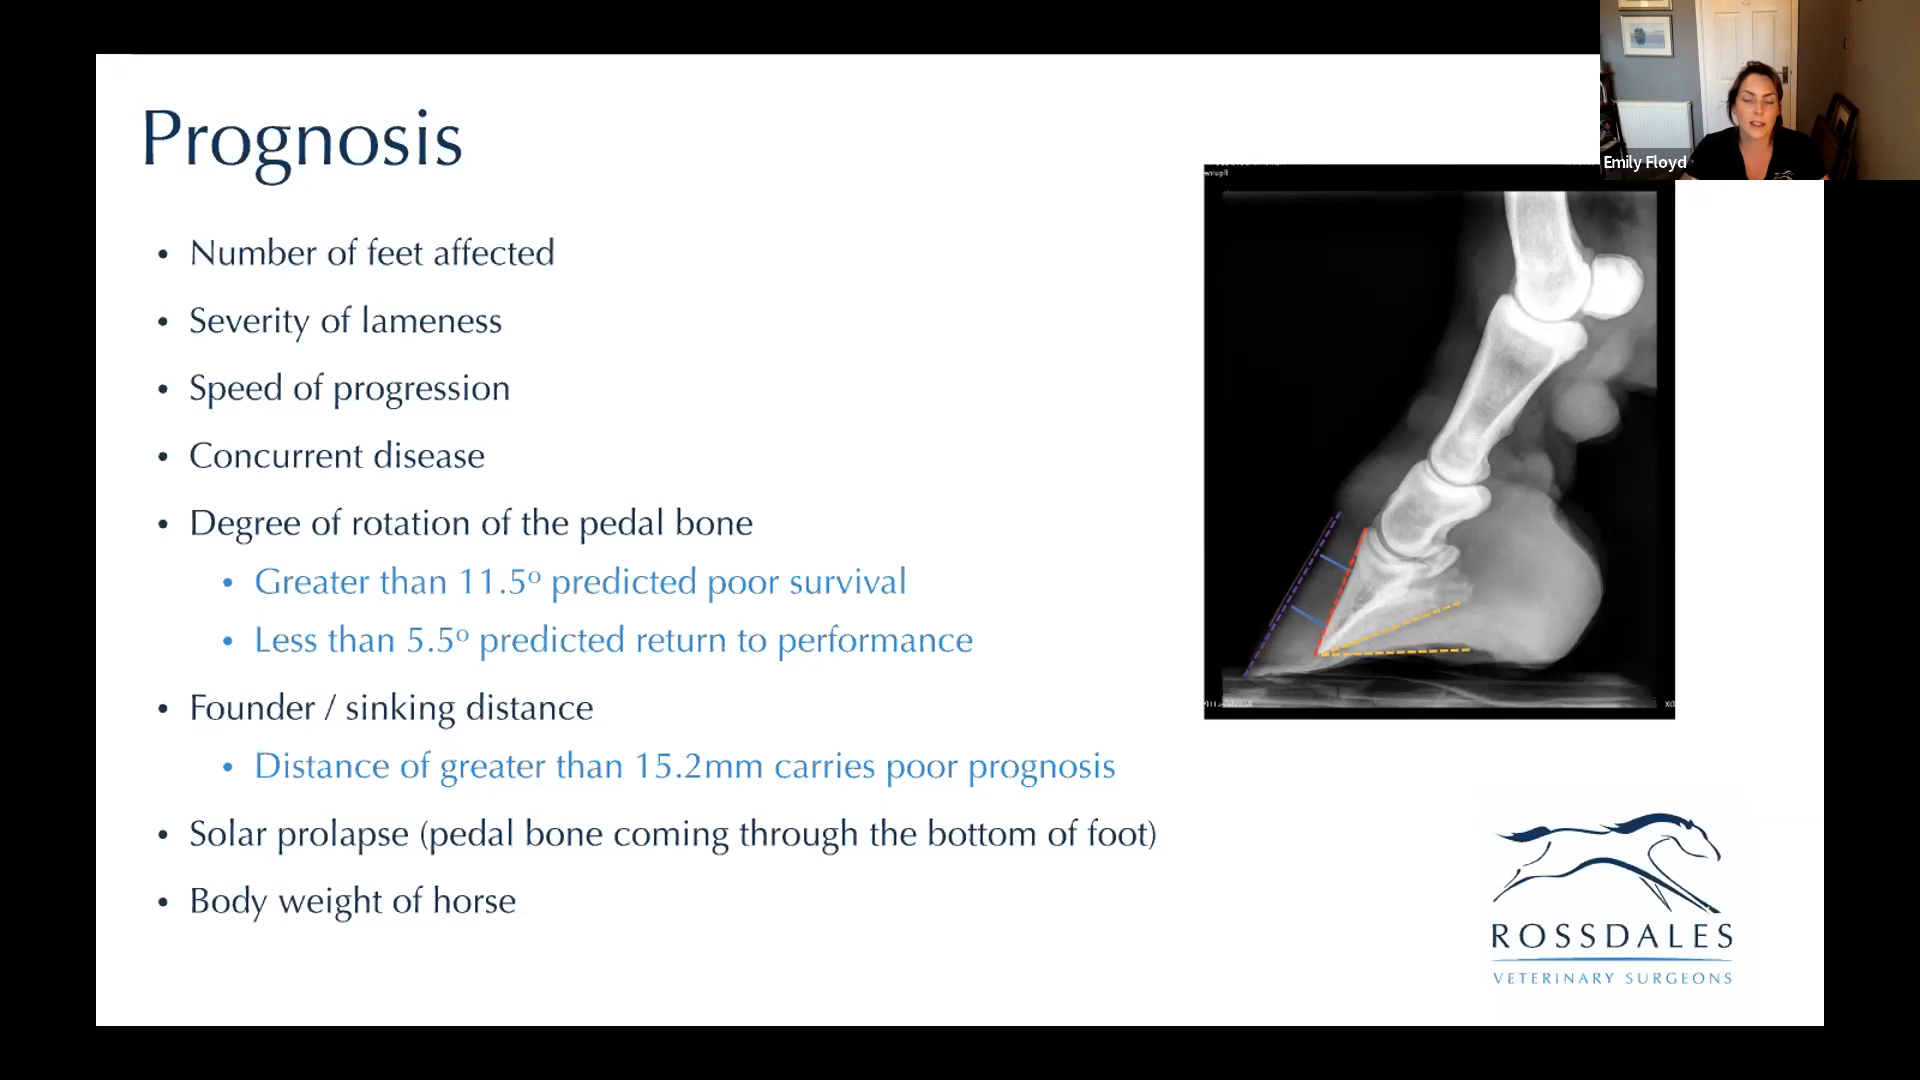 Prognosis
Emily Floyd
• Number of feet affected
• Severity of lameness
• Speed of progression
• Concurrent disease
• Degree of rotation of the pedal bone
• Greater than 11.5º predicted poor survival
• Less than 5.5º predicted return to performance
• Founder / sinking distance
• Distance of greater than 15.2mm carries poor prognosis
• Solar prolapse (pedal bone coming through the bottom of foot)
• Body weight of horse
ROSSDALES
VETERINARY SURGEONS